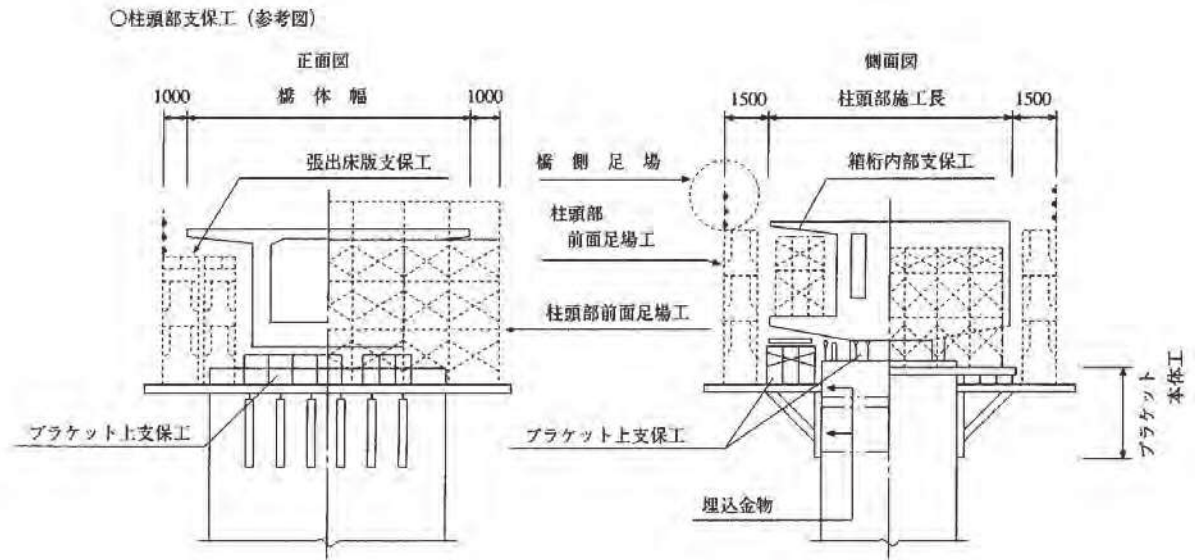 ○柱頭部支保工（参考図）
正面図
1000
橋体幅
1000
張出床版支保工
ブラケット上支保工
側面図
1500
柱頭部施工長
1500
橋側足場
箱桁内部支保工
柱頭部
前面足場工
柱頭部前面足場工
ブラケット上支保工
埋込金物
ブラケット
本体工